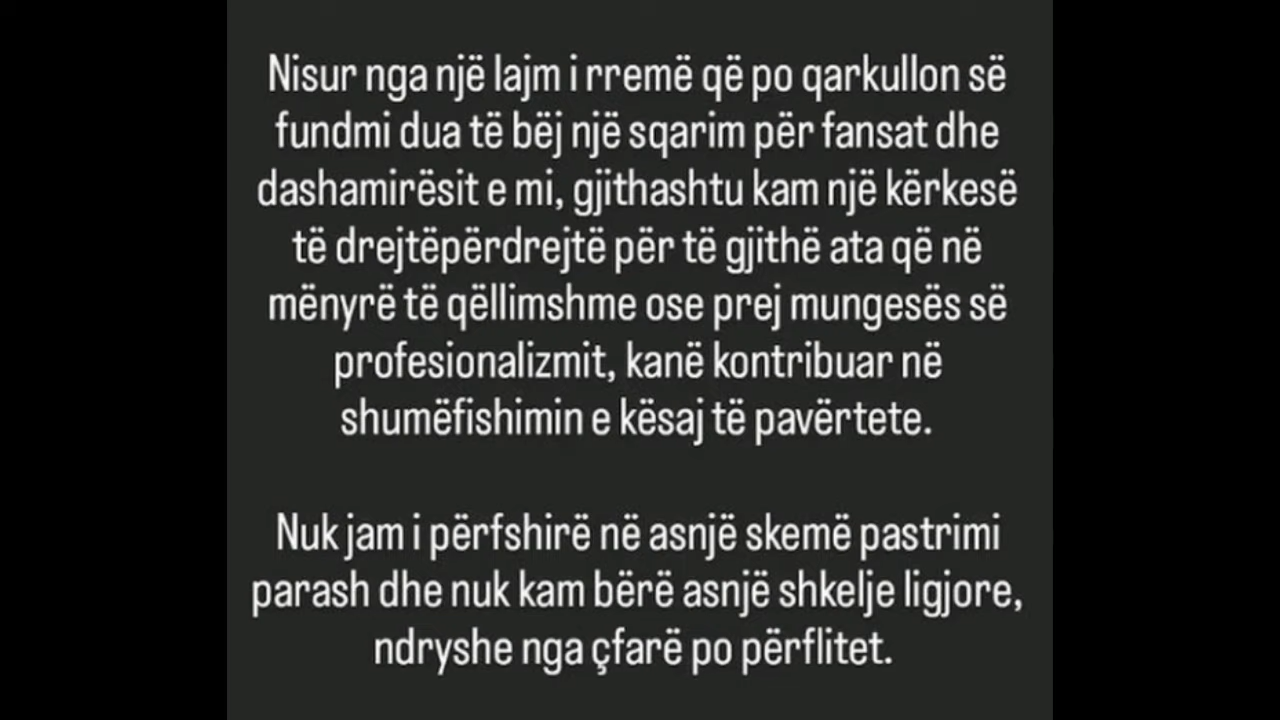 Nisur nga një lajm i rremë që po qarkullon së
fundmi dua të bëj një sqarim për fansat dhe
dashamirësit e mi, gjithashtu kam një kërkesë
të drejtëpërdrejtë për të gjithë ata që në
mënyrë të qëllimshme ose prej mungesës së
profesionalizmit, kanë kontribuar në
shumëfishimin e kësaj të pavërtete.
Nuk jam i përfshirë në asnjë skemë pastrimi
parash dhe nuk kam bërë asnjë shkelje ligjore,
ndryshe nga çfarë po përflitet.